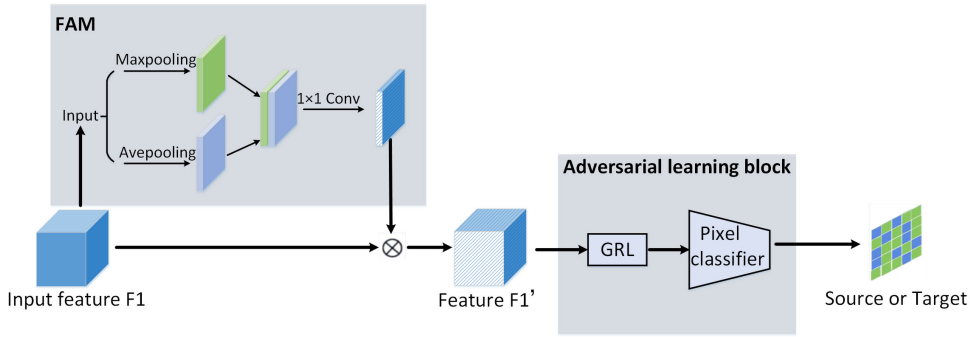 FAM
Maxpooling
Input
1×1 Conv
Avepooling
Adversarial learning block
GRL
Pixel
classifier
Input feature F1
Feature F1'
Source or Target